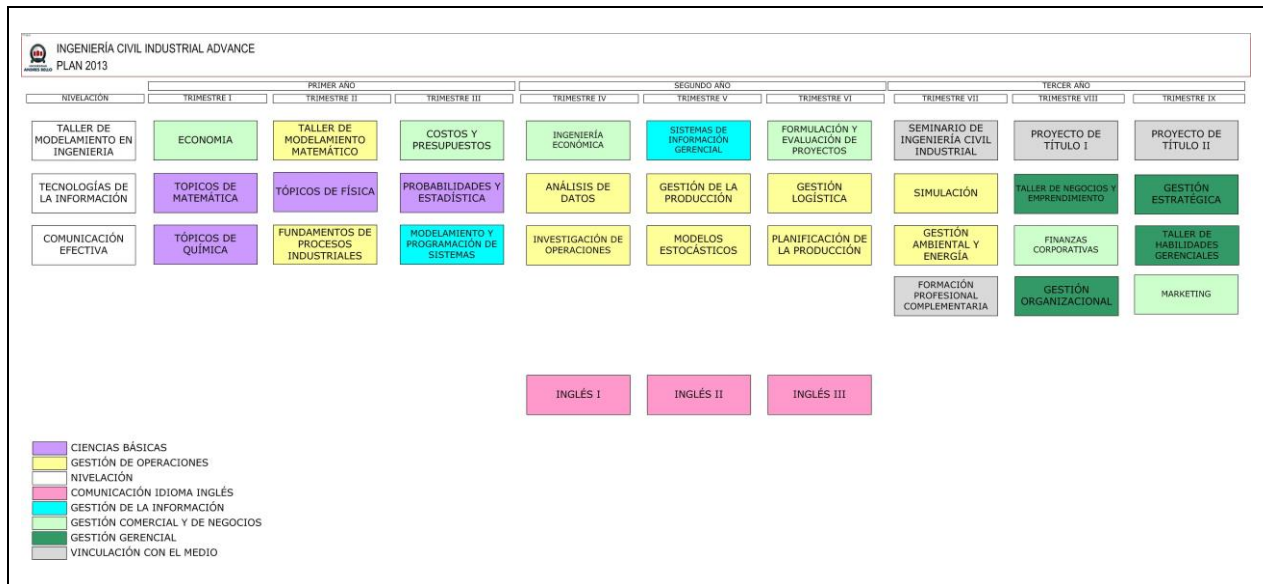 INGENIERÍA CIVIL INDUSTRIAL ADVANCE
PLAN 2013
UNIVERSIDAD
ANDRES BELLO
PRIMER AÑO
SEGUNDO AÑO
TERCER AÑO
NIVELACIÓN
TRIMESTRE I
TRIMESTRE II
TRIMESTRE III
TRIMESTRE IV
TRIMESTRE V
TRIMESTRE VI
TRIMESTRE VII
TRIMESTRE VIII
TRIMESTRE IX
TALLER DE
MODELAMIENTO EN
INGENIERIA
ECONOMIA
TALLER DE
MODELAMIENTO
MATEMÁTICO
COSTOS Y
PRESUPUESTOS
INGENIERÍA
ECONÓMICA
SISTEMAS DE
INFORMACIÓN
GERENCIAL
FORMULACIÓN Y
EVALUACIÓN DE
PROYECTOS
SEMINARIO DE
INGENIERÍA CIVIL
INDUSTRIAL
PROYECTO DE
TÍTULO I
PROYECTO DE
TÍTULO II
TECNOLOGÍAS DE
LA INFORMACIÓN
TOPICOS DE
MATEMÁTICA
TÓPICOS DE FÍSICA
PROBABILIDADES Y
ESTADÍSTICA
ANÁLISIS DE
DATOS
GESTIÓN DE LA
PRODUCCIÓN
GESTIÓN
LOGÍSTICA
SIMULACIÓN
TALLER DE NEGOCIOS Y
EMPRENDIMIENTO
GESTIÓN
ESTRATÉGICA
COMUNICACIÓN
EFECTIVA
TÓPICOS DE
QUÍMICA
FUNDAMENTOS DE
PROCESOS
INDUSTRIALES
MODELAMIENTO Y
PROGRAMACIÓN DE
SISTEMAS
INVESTIGACIÓN DE
OPERACIONES
MODELOS
ESTOCÁSTICOS
PLANIFICACIÓN DE
LA PRODUCCIÓN
GESTIÓN
AMBIENTAL Y
ENERGÍA
FINANZAS
CORPORATIVAS
TALLER DE
HABILIDADES
GERENCIALES
FORMACIÓN
PROFESIONAL
COMPLEMENTARIA
GESTIÓN
ORGANIZACIONAL
MARKETING
INGLÉS I
INGLÉS II
INGLÉS III
CIENCIAS BÁSICAS
GESTIÓN DE OPERACIONES
NIVELACIÓN
COMUNICACIÓN IDIOMA INGLÉS
GESTIÓN DE LA INFORMACIÓN
GESTIÓN COMERCIAL Y DE NEGOCIOS
GESTIÓN GERENCIAL
VINCULACIÓN CON EL MEDIO